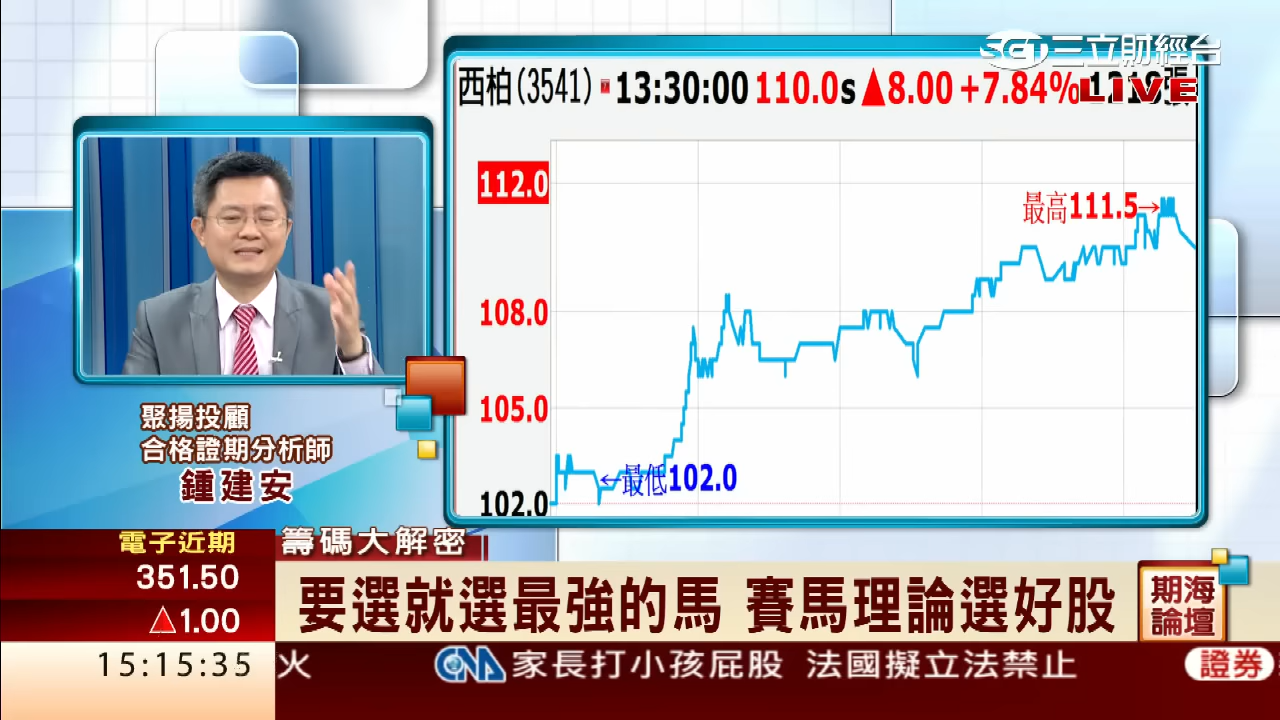 SET三立財經台
LIVE
西柏(3541) 13:30:00 110.0s ▲8.00 +7.84%
112.0
最高111.5→
108.0
105.0
←最低102.0
102.0
聚揚投顧
合格證期分析師
鍾建安
電子近期
351.50
▲1.00
15:15:35
籌碼大解密
要選就選最強的馬 賽馬理論選好股
期海
論壇
火 CNA 家長打小孩屁股 法國擬立法禁止 證券